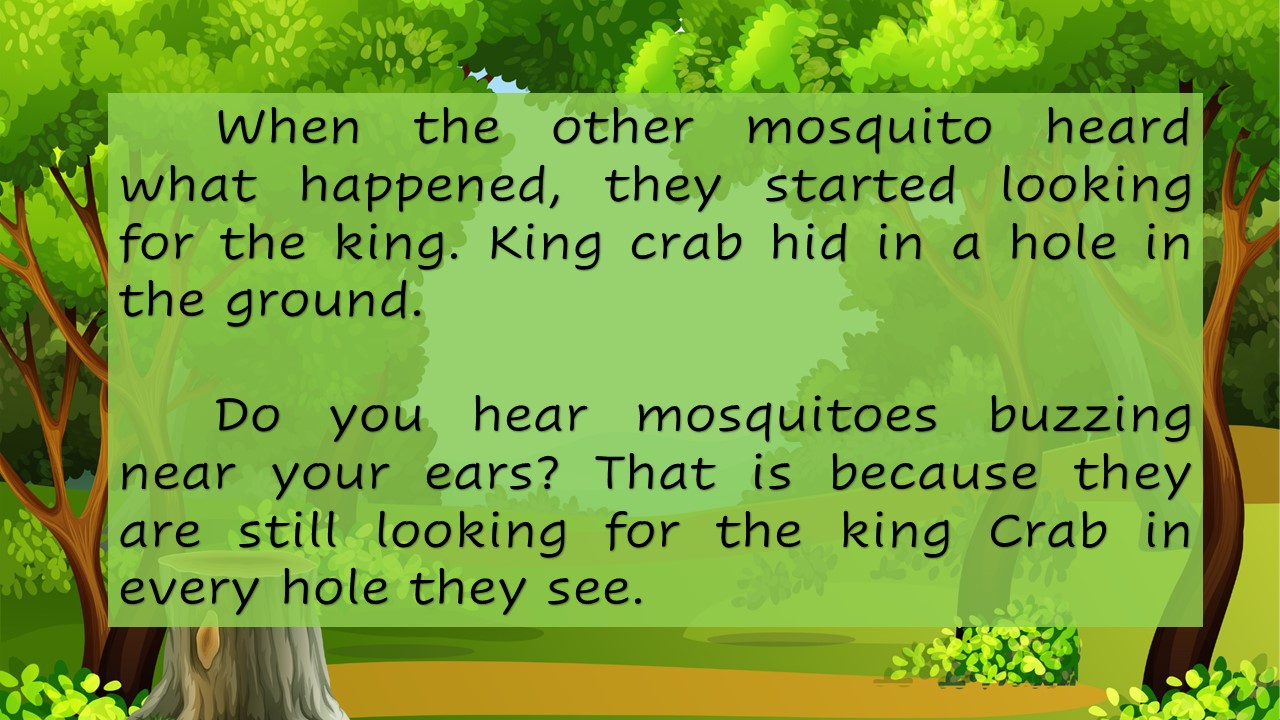 When the other mosquito heard
what happened, they started looking
for the king. King crab hid in a hole in
the ground.
Do you hear mosquitoes buzzing
near your ears? That is because they
are still looking for the king Crab in
every hole they see.